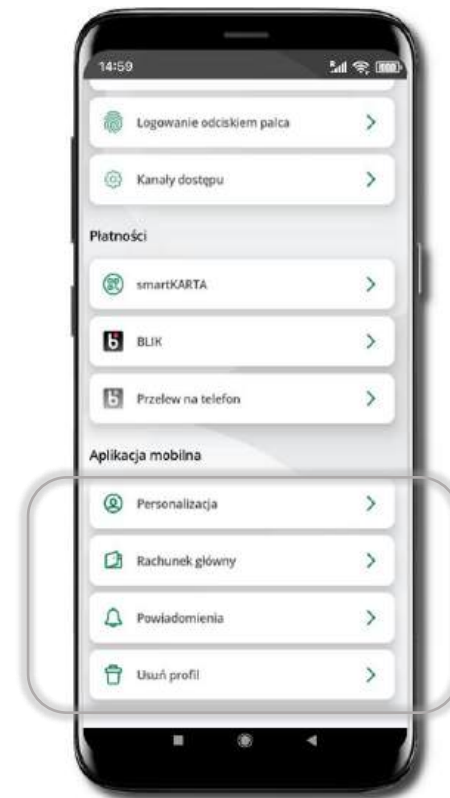 14:59
Logowanie odciskiem palca
Kanały dostępu
Płatności
smartKARTA
BLIK
Przelew na telefon
Aplikacja mobilna
Personalizacja
Rachunek główny
Powiadomienia
Usuń profil